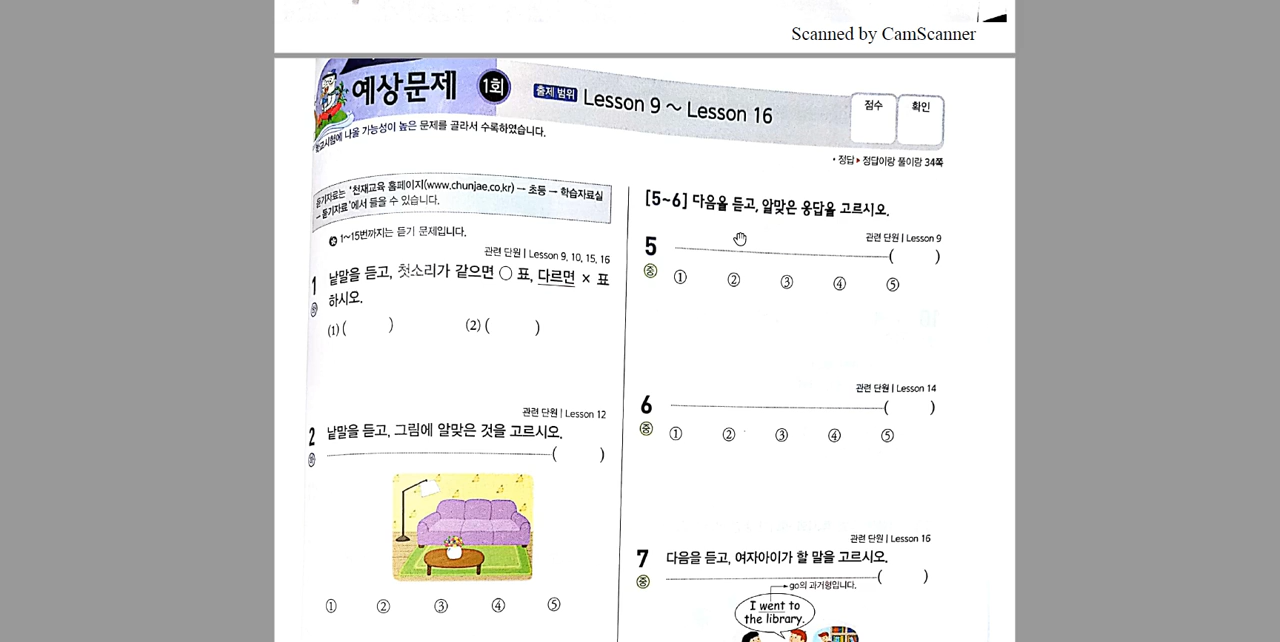 Scanned by CamScanner
예상문제 1회 출제 범위 Lesson 9 ~ Lesson 16
점수 확인
학교시험에 나올 가능성이 높은 문제를 골라서 수록하였습니다.
• 정답 ▸ 정답이랑 풀이랑 34쪽
듣기자료는 '천재교육 홈페이지(www.chunjae.co.kr) → 초등 → 학습자료실
→ 듣기자료'에서 들을 수 있습니다.
1~15번까지는 듣기 문제입니다.
관련 단원 | Lesson 9, 10, 15, 16
1 낱말을 듣고, 첫소리가 같으면 ○ 표, 다르면 × 표
하시오.
(1) ( ) (2) ( )
관련 단원 | Lesson 12
2 낱말을 듣고, 그림에 알맞은 것을 고르시오.
( )
① ② ③ ④ ⑤
[5~6] 다음을 듣고, 알맞은 응답을 고르시오.
관련 단원 | Lesson 9
5 ( )
중 ① ② ③ ④ ⑤
관련 단원 | Lesson 14
6 ( )
중 ① ② ③ ④ ⑤
관련 단원 | Lesson 16
7 다음을 듣고, 여자아이가 할 말을 고르시오.
중 ( )
go의 과거형입니다.
I went to
the library.